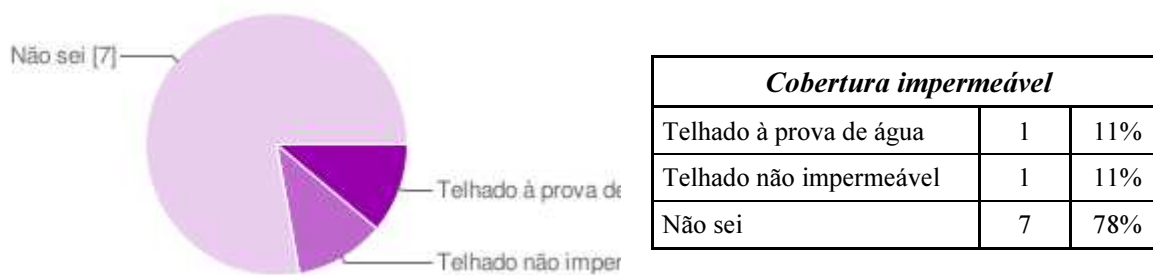 Não sei [7]
Telhado à prova de
Telhado não imper
Cobertura impermeável
Telhado à prova de água 1 11%
Telhado não impermeável 1 11%
Não sei 7 78%